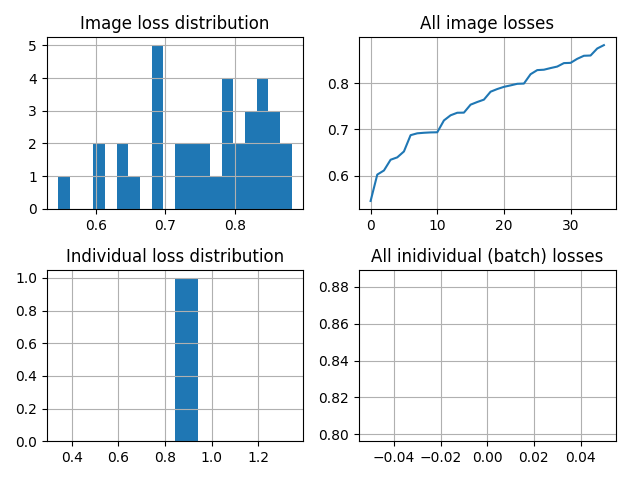 Image loss distribution
5
4
3
2
1
0
0.6 0.7 0.8
All image losses
0.8
0.7
0.6
0 10 20 30
Individual loss distribution
1.0
0.8
0.6
0.4
0.2
0.0
0.4 0.6 0.8 1.0 1.2
All inidividual (batch) losses
0.88
0.86
0.84
0.82
0.80
−0.04 −0.02 0.00 0.02 0.04